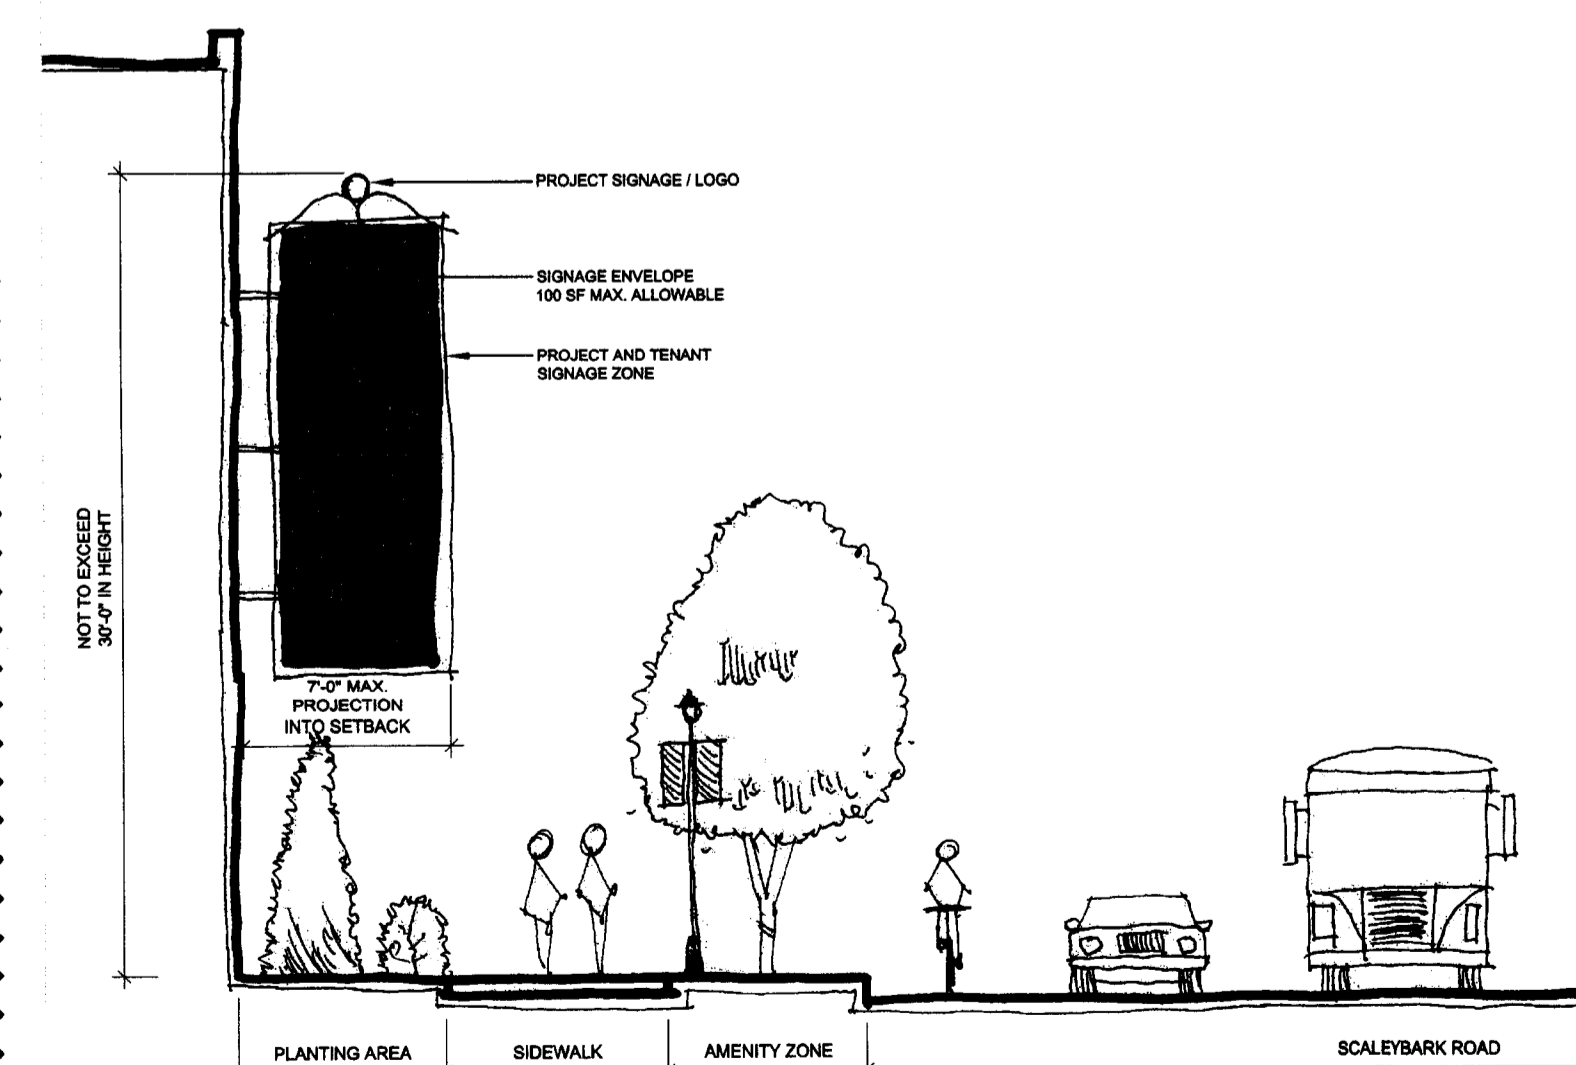 PROJECT SIGNAGE / LOGO
SIGNAGE ENVELOPE
100 SF MAX. ALLOWABLE
PROJECT AND TENANT
SIGNAGE ZONE
NOT TO EXCEED
30'-0" IN HEIGHT
7'-0" MAX.
PROJECTION
INTO SETBACK
PLANTING AREA
SIDEWALK
AMENITY ZONE
SCALEYBARK ROAD